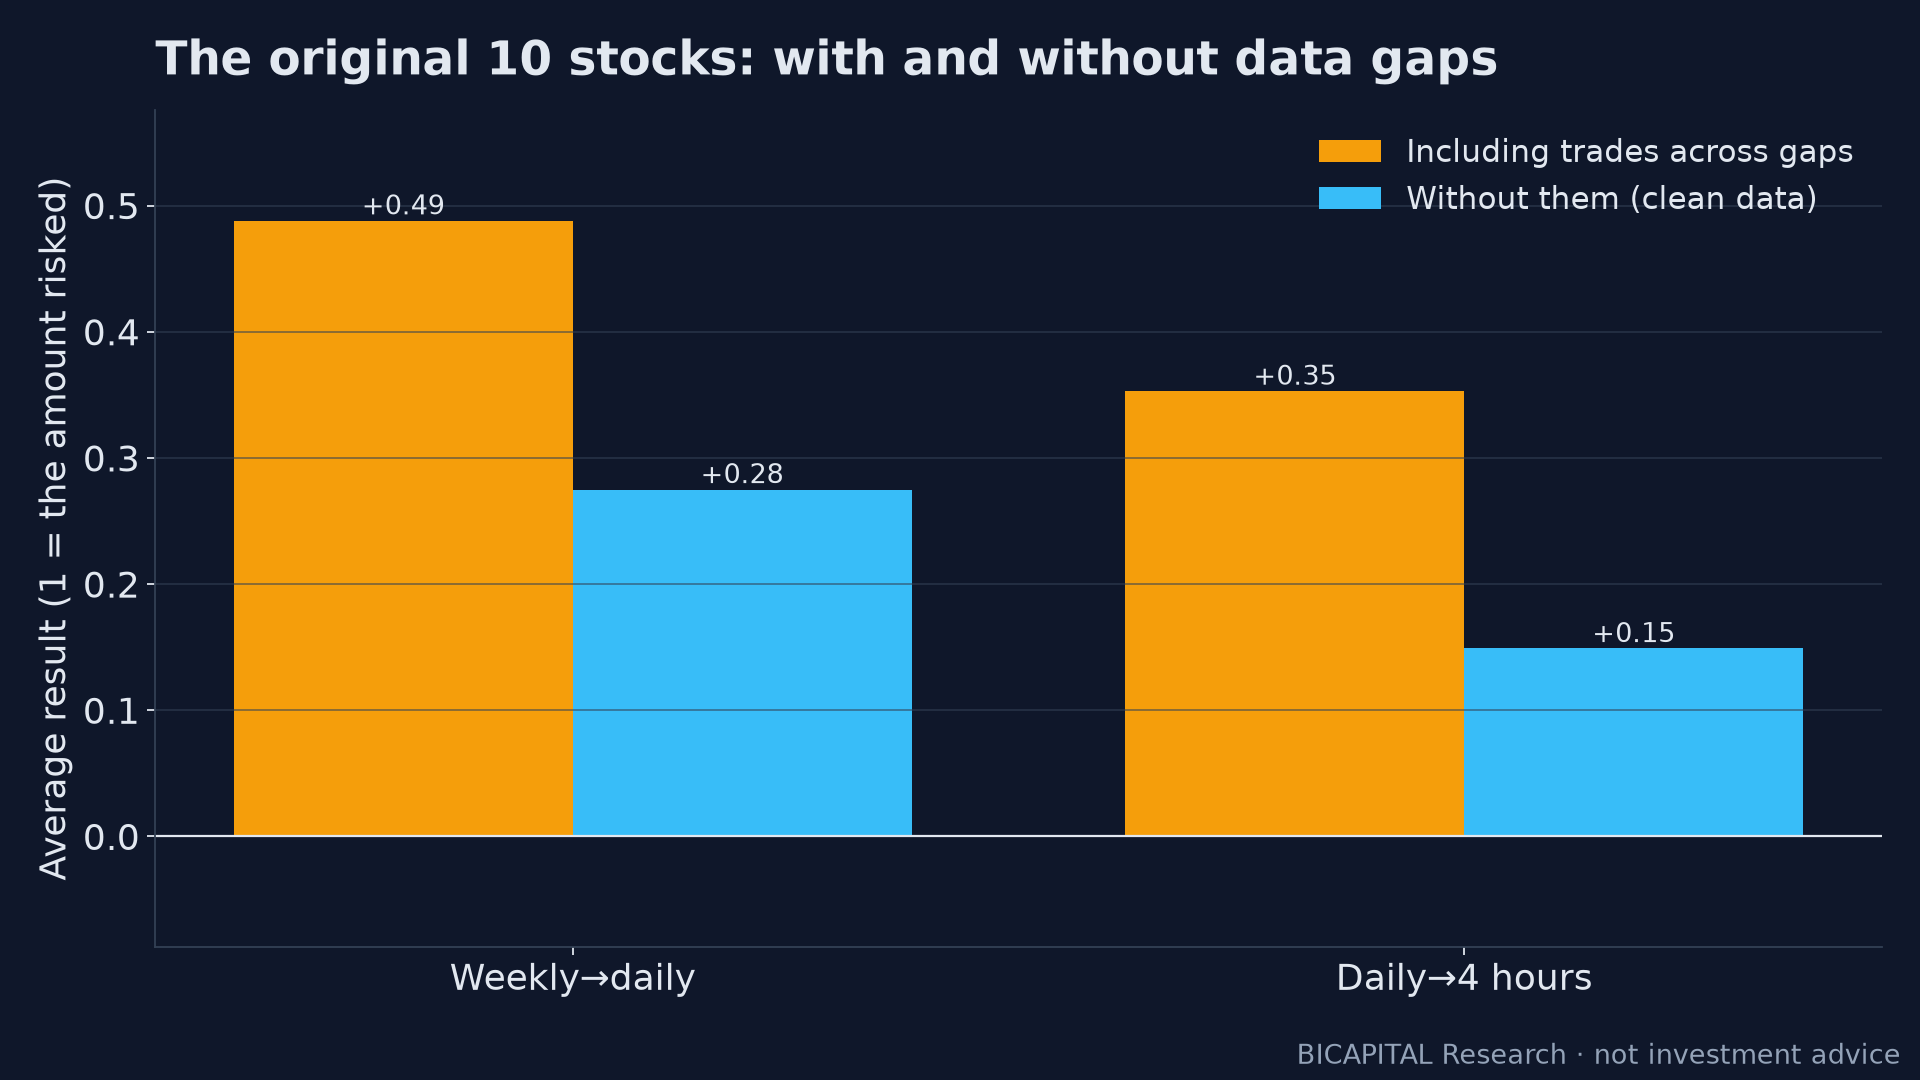 The original 10 stocks: with and without data gaps
Including trades across gaps
Without them (clean data)
Average result (1 = the amount risked)
0.5
0.4
0.3
0.2
0.1
0.0
+0.49
+0.28
+0.35
+0.15
Weekly→daily
Daily→4 hours
BICAPITAL Research · not investment advice